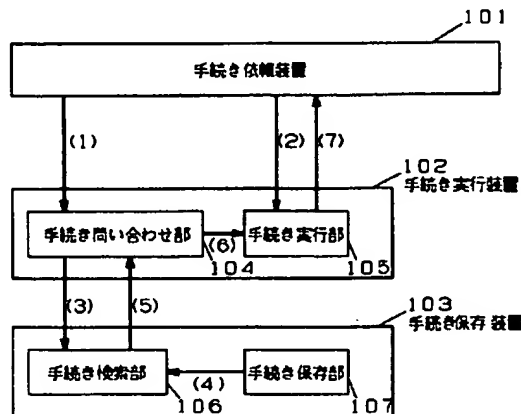 101
手続き依頼装置
(1)
(2)
(7)
102
手続き実行装置
手続き問い合わせ部
(6)
手続き実行部
104
105
(3)
(5)
103
手続き保存装置
手続き検索部
(4)
手続き保存部
106
107